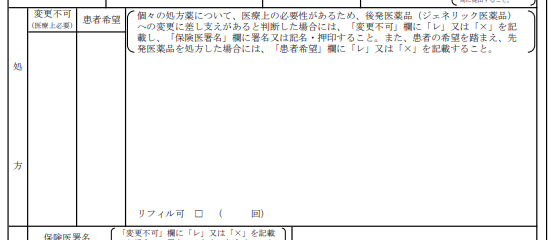 変更不可
(医療上必要)
患者希望
個々の処方薬について、医療上の必要性があるため、後発医薬品（ジェネリック医薬品）
への変更に差し支えがあると判断した場合には、「変更不可」欄に「レ」又は「×」を記
載し、「保険医署名」欄に署名又は記名・押印すること。また、患者の希望を踏まえ、先
発医薬品を処方した場合には、「患者希望」欄に「レ」又は「×」を記載すること。
処
方
リフィル可　□　（　　　回）
保険医署名
「変更不可」欄に「レ」又は「×」を記載